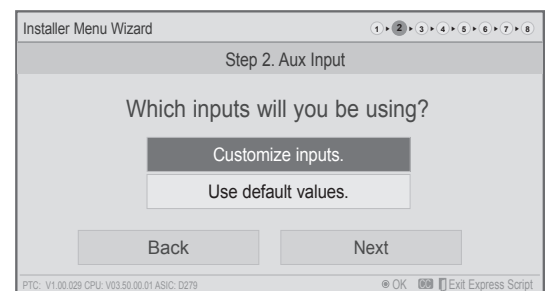 Installer Menu Wizard 1 2 3 4 5 6 7 8
Step 2. Aux Input
Which inputs will you be using?
Customize inputs.
Use default values.
Back Next
PTC: V1.00.029 CPU: V03.50.00.01 ASIC: D279 OK CC Exit Express Script